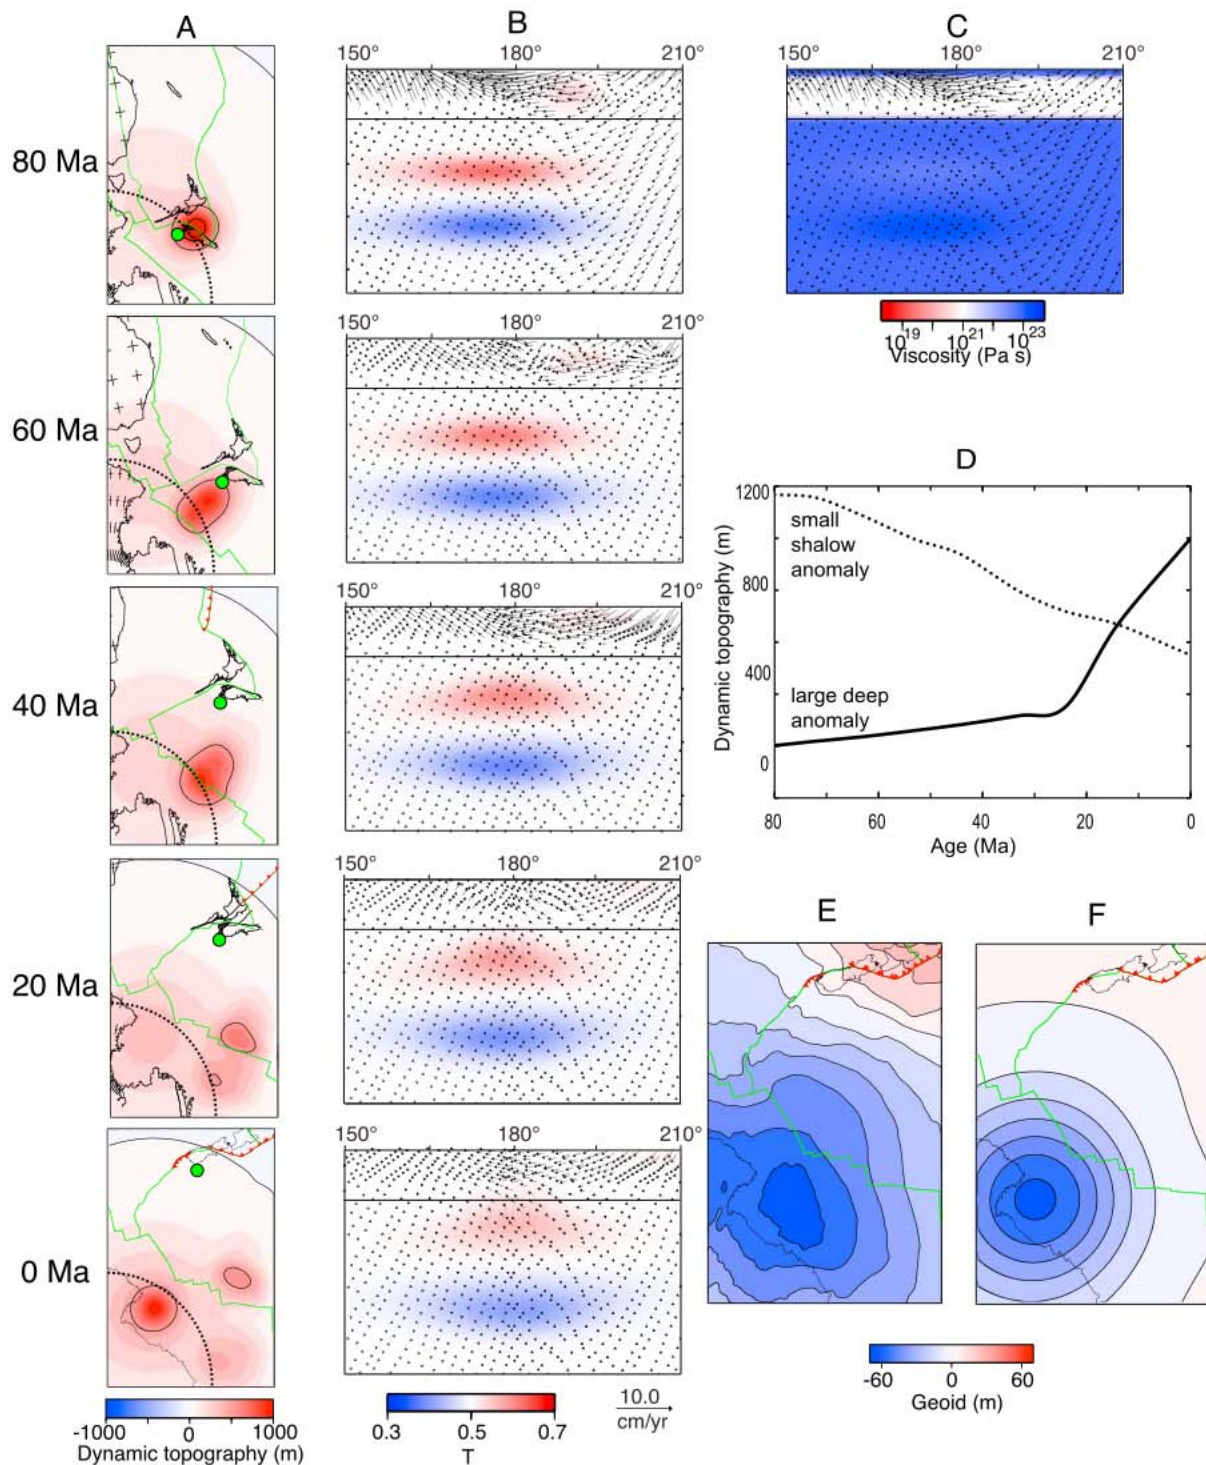 A
B
C
150° 180° 210°
150° 180° 210°
80 Ma
10^19 10^21 10^23
Viscosity (Pa s)
150° 180° 210°
60 Ma
D
1200
800
400
0
Dynamic topography (m)
small
shalow
anomaly
large deep
anomaly
80 60 40 20 0
Age (Ma)
150° 180° 210°
40 Ma
150° 180° 210°
20 Ma
E
F
150° 180° 210°
0 Ma
-1000 0 1000
Dynamic topography (m)
0.3 0.5 0.7
T
10.0
cm/yr
-60 0 60
Geoid (m)